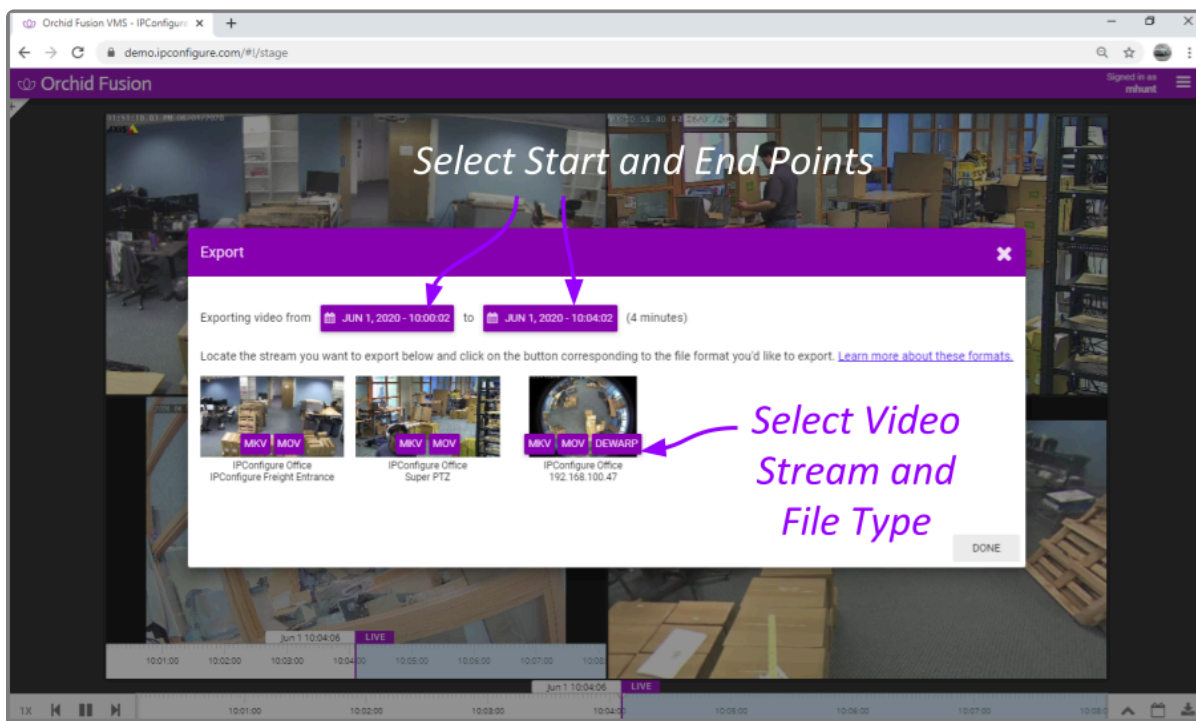 Orchid Fusion VMS - IPConfigure
demo.ipconfigure.com/#!/stage
Orchid Fusion
Signed in as
mhunt
AXIS
Select Start and End Points
Export
Exporting video from JUN 1, 2020 - 10:00:02 to JUN 1, 2020 - 10:04:02 (4 minutes)
Locate the stream you want to export below and click on the button corresponding to the file format you'd like to export. Learn more about these formats.
MKV MOV MKV MOV MKV MOV DEWARP
IPConfigure Office IPConfigure Office IPConfigure Office
IPConfigure Freight Entrance Super PTZ 192.168.100.47
Select Video
Stream and
File Type
DONE
Jun 1 10:04:06 LIVE
10:01:00 10:02:00 10:03:00 10:04:00 10:05:00 10:06:00 10:07:00
Jun 1 10:04:06 LIVE
1X 10:01:00 10:02:00 10:03:00 10:04:00 10:05:00 10:06:00 10:07:00